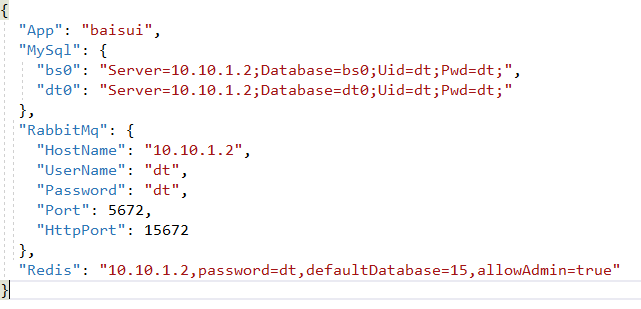 {
  "App": "baisui",
  "MySql": {
    "bs0": "Server=10.10.1.2;Database=bs0;Uid=dt;Pwd=dt;",
    "dt0": "Server=10.10.1.2;Database=dt0;Uid=dt;Pwd=dt;"
  },
  "RabbitMq": {
    "HostName": "10.10.1.2",
    "UserName": "dt",
    "Password": "dt",
    "Port": 5672,
    "HttpPort": 15672
  },
  "Redis": "10.10.1.2,password=dt,defaultDatabase=15,allowAdmin=true"
}